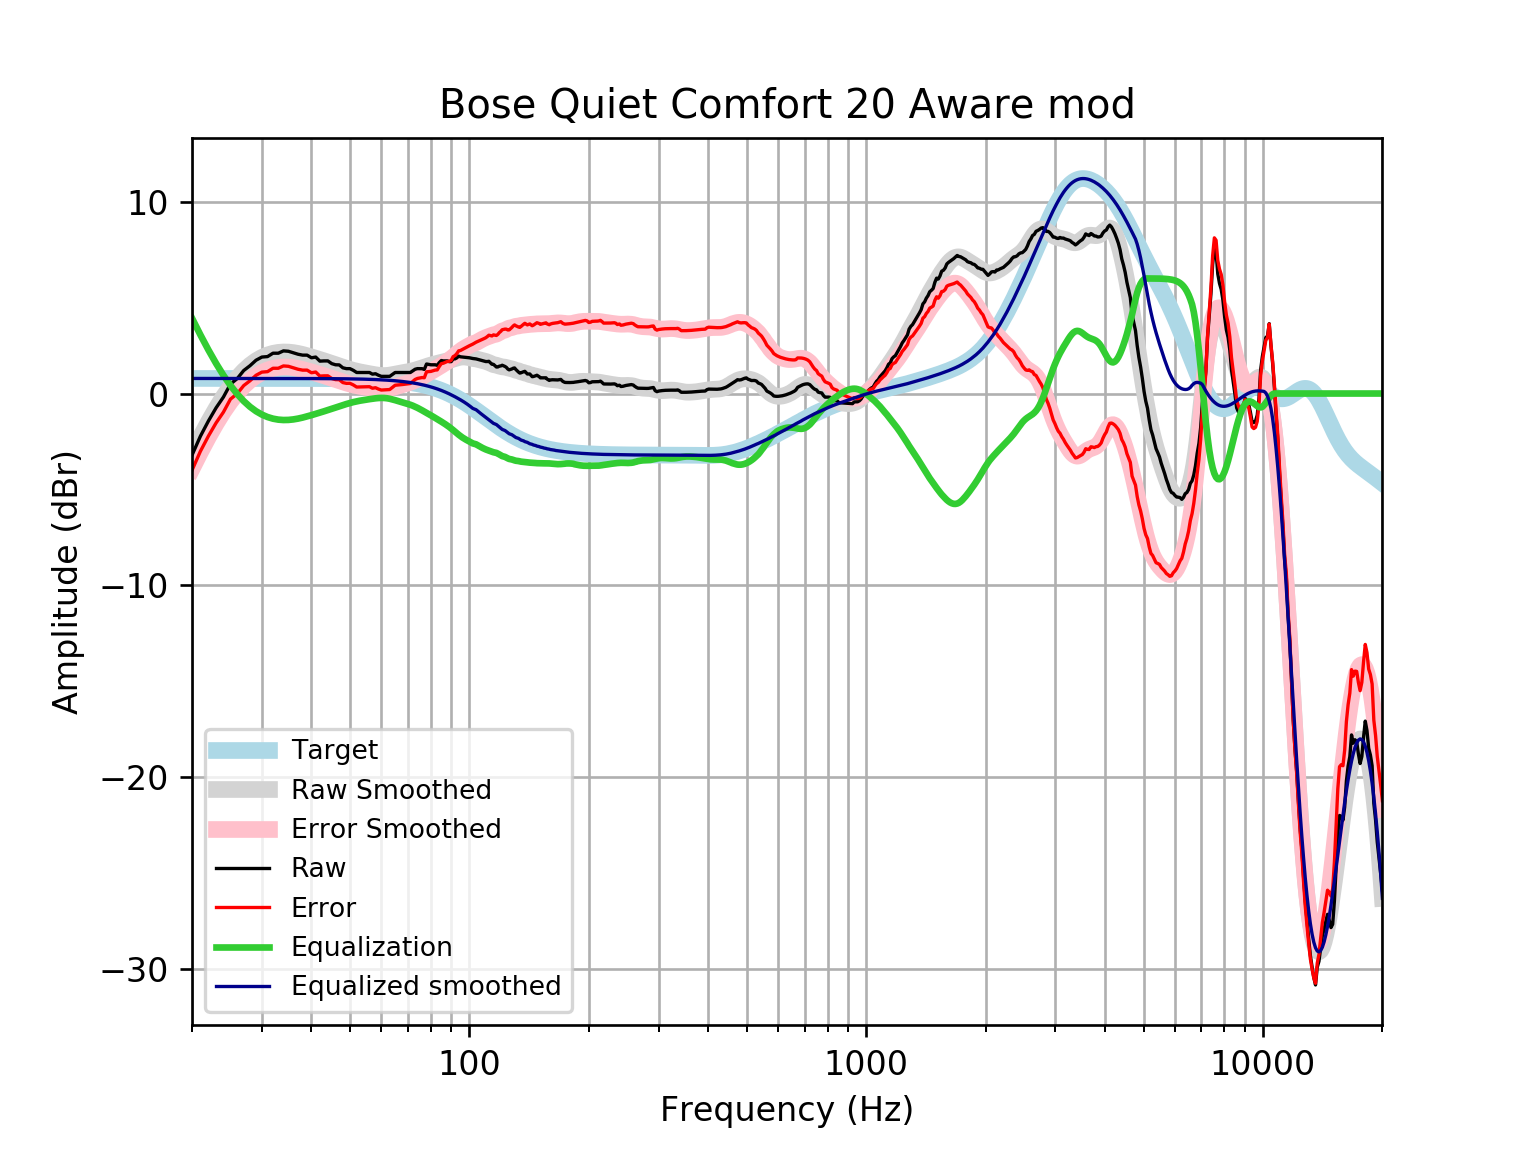 Bose Quiet Comfort 20 Aware mod
Amplitude (dBr)
10
0
−10
−20
−30
Target
Raw Smoothed
Error Smoothed
Raw
Error
Equalization
Equalized smoothed
100
1000
10000
Frequency (Hz)